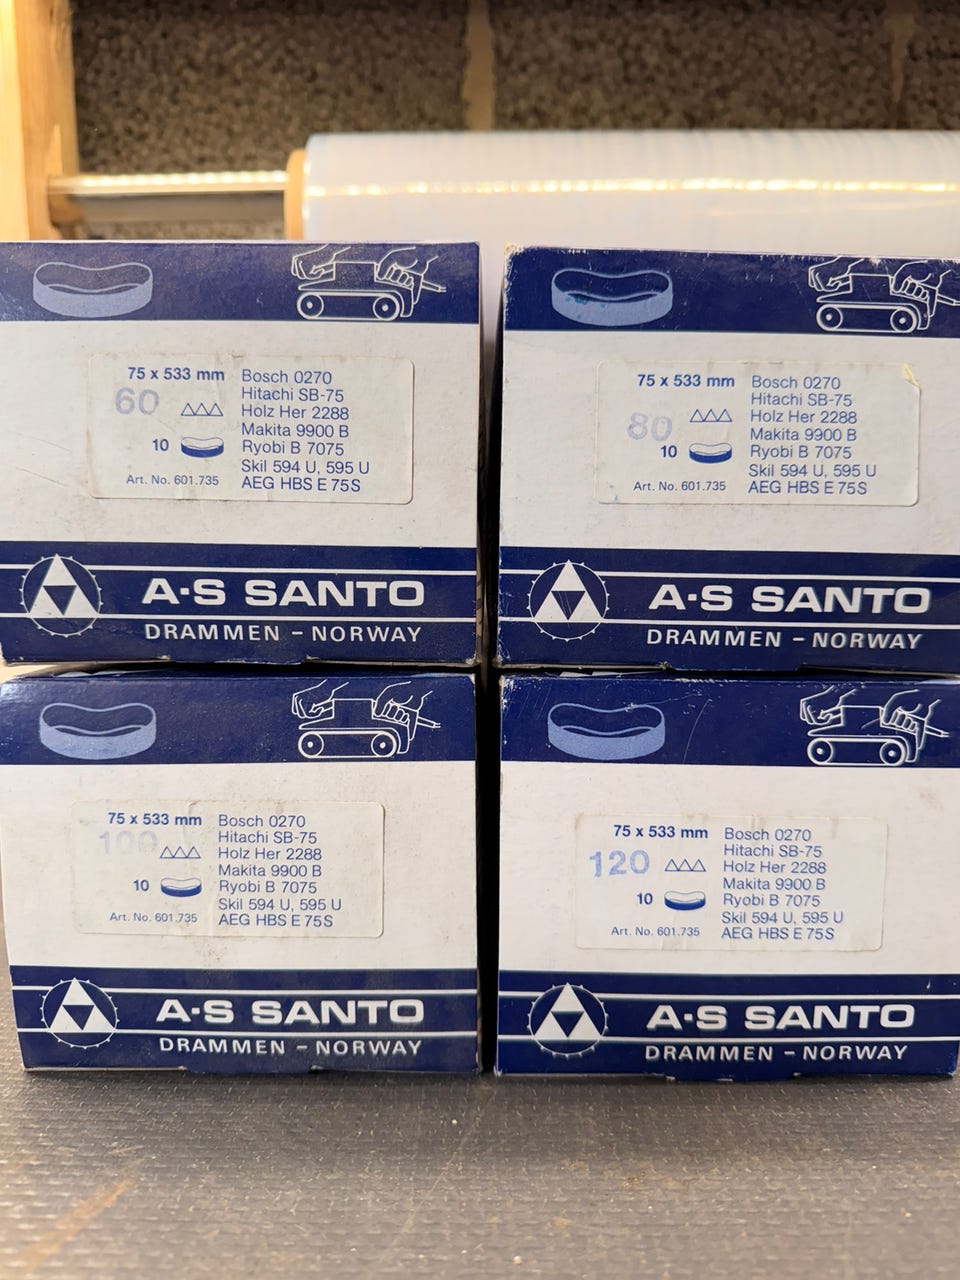 75 x 533 mm
60
10
Art. No. 601.735
Bosch 0270
Hitachi SB-75
Holz Her 2288
Makita 9900 B
Ryobi B 7075
Skil 594 U, 595 U
AEG HBS E 75 S
A·S SANTO
DRAMMEN – NORWAY
75 x 533 mm
80
10
Art. No. 601.735
Bosch 0270
Hitachi SB-75
Holz Her 2288
Makita 9900 B
Ryobi B 7075
Skil 594 U, 595 U
AEG HBS E 75 S
A·S SANTO
DRAMMEN – NORWAY
75 x 533 mm
100
10
Art. No. 601.735
Bosch 0270
Hitachi SB-75
Holz Her 2288
Makita 9900 B
Ryobi B 7075
Skil 594 U, 595 U
AEG HBS E 75 S
A·S SANTO
DRAMMEN – NORWAY
75 x 533 mm
120
10
Art. No. 601.735
Bosch 0270
Hitachi SB-75
Holz Her 2288
Makita 9900 B
Ryobi B 7075
Skil 594 U, 595 U
AEG HBS E 75 S
A·S SANTO
DRAMMEN – NORWAY